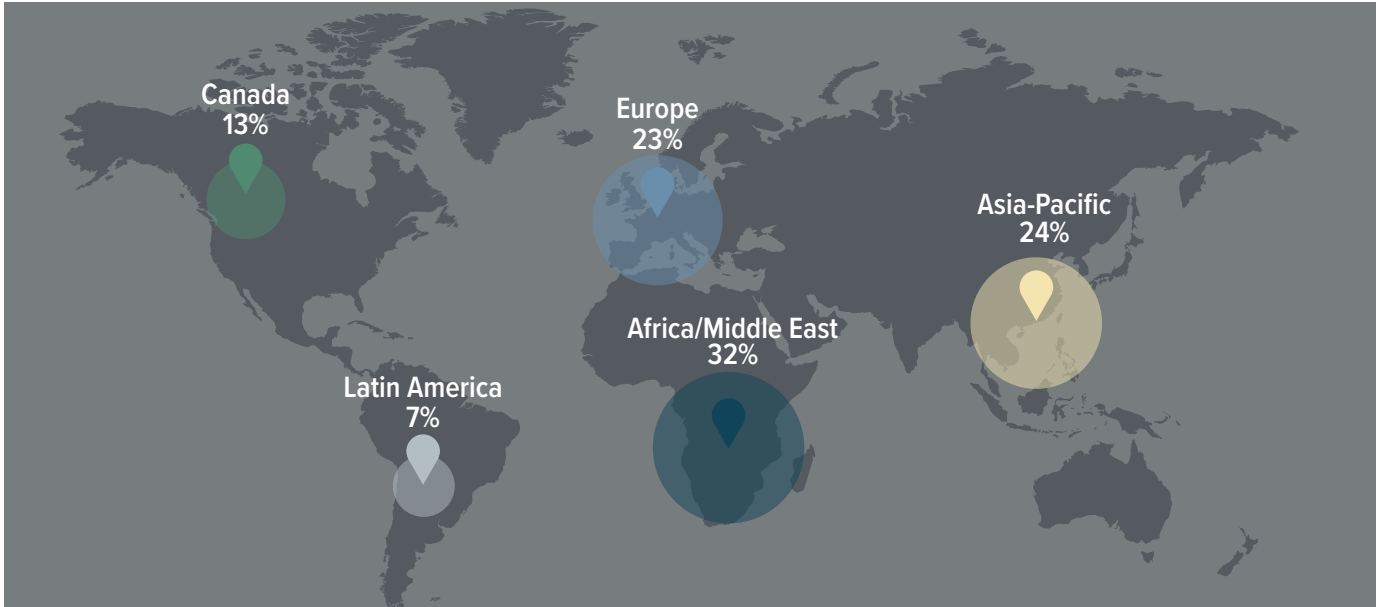 Canada
13%
Europe
23%
Asia-Pacific
24%
Africa/Middle East
32%
Latin America
7%